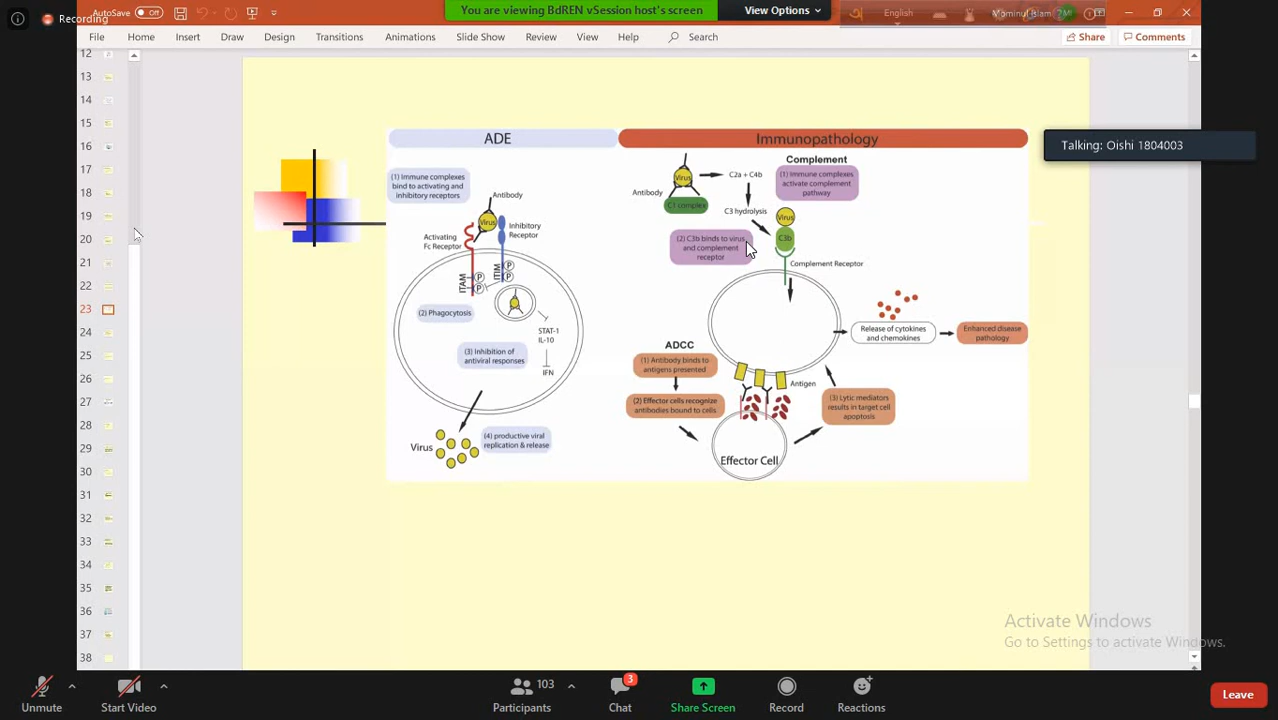 Recording
AutoSave
Off
You are viewing BdREN vSession host's screen
View Options
English
Mominul Islam
File
Home
Insert
Draw
Design
Transitions
Animations
Slide Show
Review
View
Help
Search
Share
Comments
12
13
14
15
16
17
18
19
20
21
22
23
24
25
26
27
28
29
30
31
32
33
34
35
36
37
38
Talking: Oishi 1804003
ADE
(1) Immune complexes
bind to activating and
inhibitory receptors
Antibody
Virus
Inhibitory
Receptor
Activating
Fc Receptor
ITAM
ITIM
P
P
P
P
(2) Phagocytosis
STAT-1
IL-10
IFN
(3) Inhibition of
antiviral responses
Virus
(4) productive viral
replication & release
Immunopathology
Complement
Virus
Antibody
C1 complex
C2a + C4b
C3 hydrolysis
(1) Immune complexes
activate complement
pathway
Virus
C3b
(2) C3b binds to virus
and complement
receptor
Complement Receptor
Release of cytokines
and chemokines
Enhanced disease
pathology
ADCC
(1) Antibody binds to
antigens presented
(2) Effector cells recognize
antibodies bound to cells
Antigen
(3) Lytic mediators
results in target cell
apoptosis
Effector Cell
Activate Windows
Go to Settings to activate Windows.
Unmute
Start Video
103
Participants
3
Chat
Share Screen
Record
Reactions
Leave